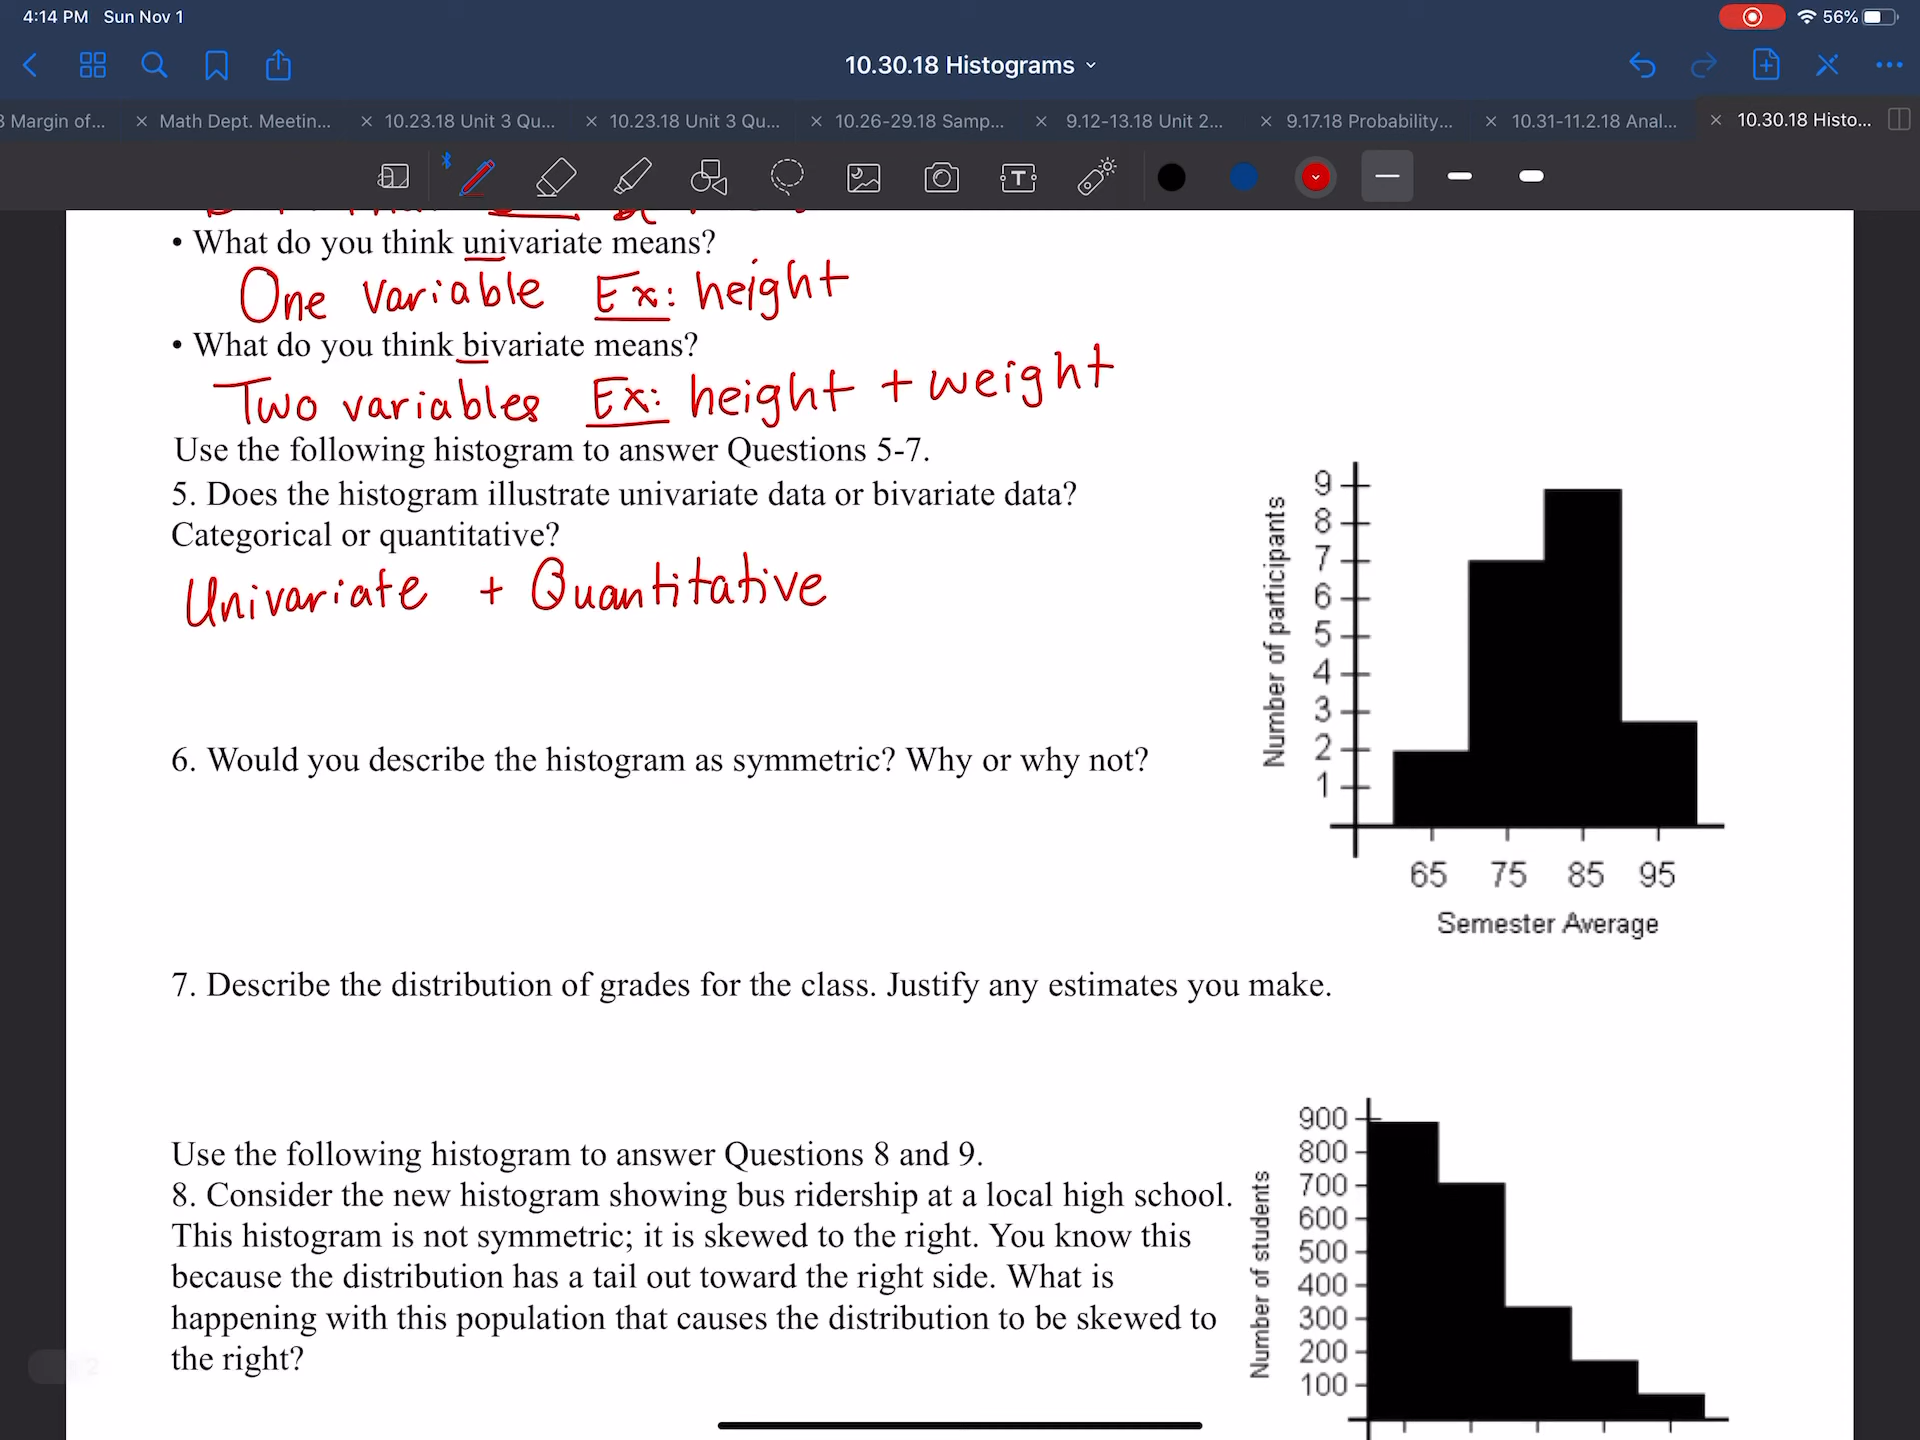 4:14 PM Sun Nov 1
56%
10.30.18 Histograms
Margin of...
Math Dept. Meetin...
10.23.18 Unit 3 Qu...
10.23.18 Unit 3 Qu...
10.26-29.18 Samp...
9.12-13.18 Unit 2...
9.17.18 Probability...
10.31-11.2.18 Anal...
10.30.18 Histo...
• What do you think univariate means?
One variable Ex: height
• What do you think bivariate means?
Two variables Ex: height + weight
Use the following histogram to answer Questions 5-7.
5. Does the histogram illustrate univariate data or bivariate data?
Categorical or quantitative?
Univariate + Quantitative
6. Would you describe the histogram as symmetric? Why or why not?
Number of participants
9
8
7
6
5
4
3
2
1
65 75 85 95
Semester Average
7. Describe the distribution of grades for the class. Justify any estimates you make.
Use the following histogram to answer Questions 8 and 9.
8. Consider the new histogram showing bus ridership at a local high school.
This histogram is not symmetric; it is skewed to the right. You know this
because the distribution has a tail out toward the right side. What is
happening with this population that causes the distribution to be skewed to
the right?
Number of students
900
800
700
600
500
400
300
200
100